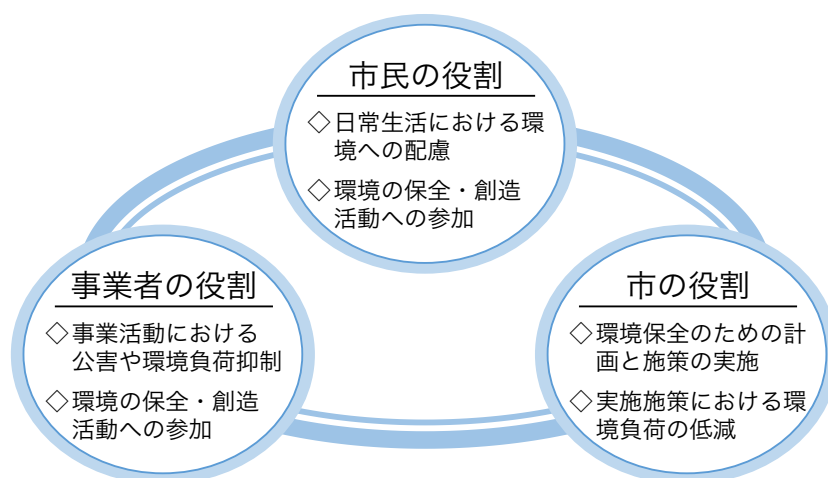 市民の役割
◇日常生活における環
境への配慮
◇環境の保全・創造
活動への参加
事業者の役割
◇事業活動における
公害や環境負荷抑制
◇環境の保全・創造
活動への参加
市の役割
◇環境保全のための計
画と施策の実施
◇実施施策における環
境負荷の低減